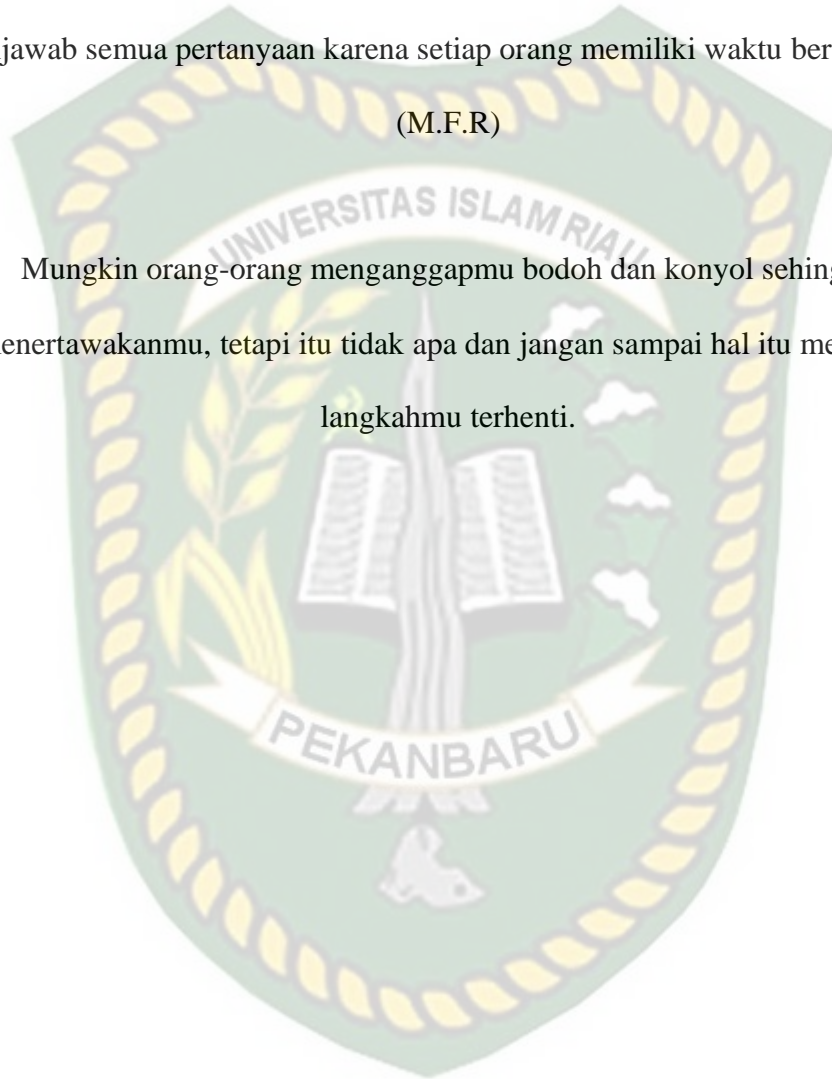 jawab semua pertanyaan karena setiap orang memiliki waktu ber
(M.F.R)
UNIVERSITAS ISLAM RIAU
Mungkin orang-orang menganggapmu bodoh dan konyol sehing
enertawakanmu, tetapi itu tidak apa dan jangan sampai hal itu me
langkahmu terhenti.
PEKANBARU